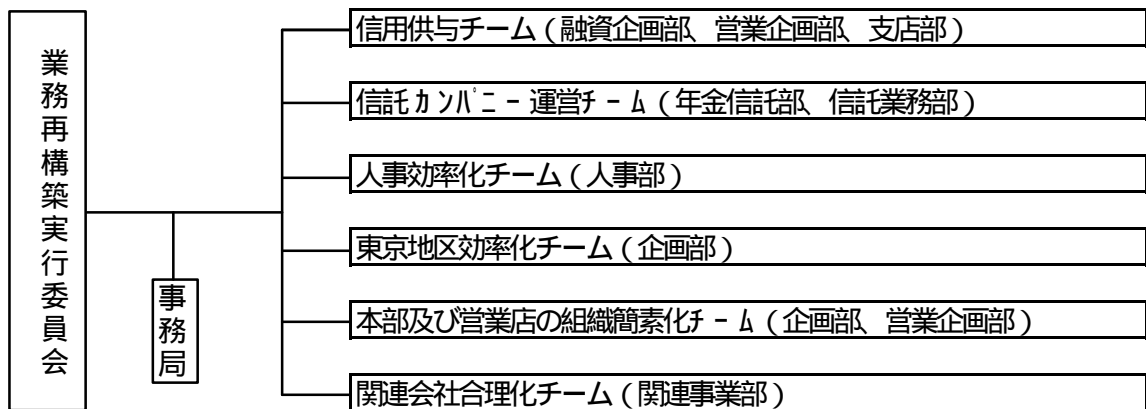 業務再構築実行委員会
事務局
信用供与チーム（融資企画部、営業企画部、支店部）
信託ｶﾝﾊﾟﾆｰ運営ﾁｰﾑ（年金信託部、信託業務部）
人事効率化チーム（人事部）
東京地区効率化チーム（企画部）
本部及び営業店の組織簡素化ﾁｰﾑ（企画部、営業企画部）
関連会社合理化チーム（関連事業部）